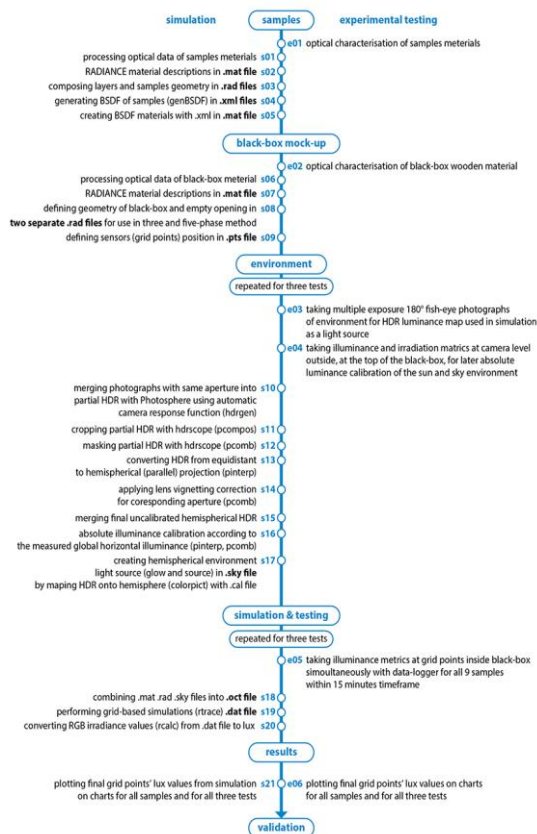 simulation samples experimental testing
e01 optical characterisation of samples meterials
processing optical data of samples meterials s01
RADIANCE material descriptions in .mat file s02
composing layers and samples geometry in .rad files s03
generating BSDF of samples (genBSDF) in .xml files s04
creating BSDF materials with .xml in .mat file s05
black-box mock-up
e02 optical characterisation of black-box wooden material
processing optical data of black-box meterial s06
RADIANCE material descriptions in .mat file s07
defining geometry of black-box and empty opening in s08
two separate .rad files for use in three and five-phase method
defining sensors (grid points) position in .pts file s09
environment
repeated for three tests
e03 taking multiple exposure 180° fish-eye photographs
of environment for HDR luminance map used in simulation
as a light source
e04 taking illuminance and irradiation matrics at camera level
outside, at the top of the black-box, for later absolute
luminance calibration of the sun and sky environment
merging photographs with same aperture into s10
partial HDR with Photosphere using automatic
camera response function (hdrgen)
cropping partial HDR with hdrscope (pcompos) s11
masking partial HDR with hdrscope (pcomb) s12
converting HDR from equidistant s13
to hemispherical (parallel) projection (pinterp)
applying lens vignetting correction s14
for coresponding aperture (pcomb)
merging final uncalibrated hemispherical HDR s15
absolute illuminance calibration according to s16
the measured global horizontal illuminance (pinterp, pcomb)
creating hemispherical environment s17
light source (glow and source) in .sky file
by maping HDR onto hemisphere (colorpict) with .cal file
simulation & testing
repeated for three tests
e05 taking illuminance metrics at grid points inside black-box
simoultaneously with data-logger for all 9 samples
within 15 minutes timeframe
combining .mat .rad .sky files into .oct file s18
performing grid-based simulations (rtrace) .dat file s19
converting RGB irradiance values (rcalc) from .dat file to lux s20
results
plotting final grid points' lux values from simulation s21 e06 plotting final grid points' lux values on charts
on charts for all samples and for all three tests for all samples and for all three tests
validation